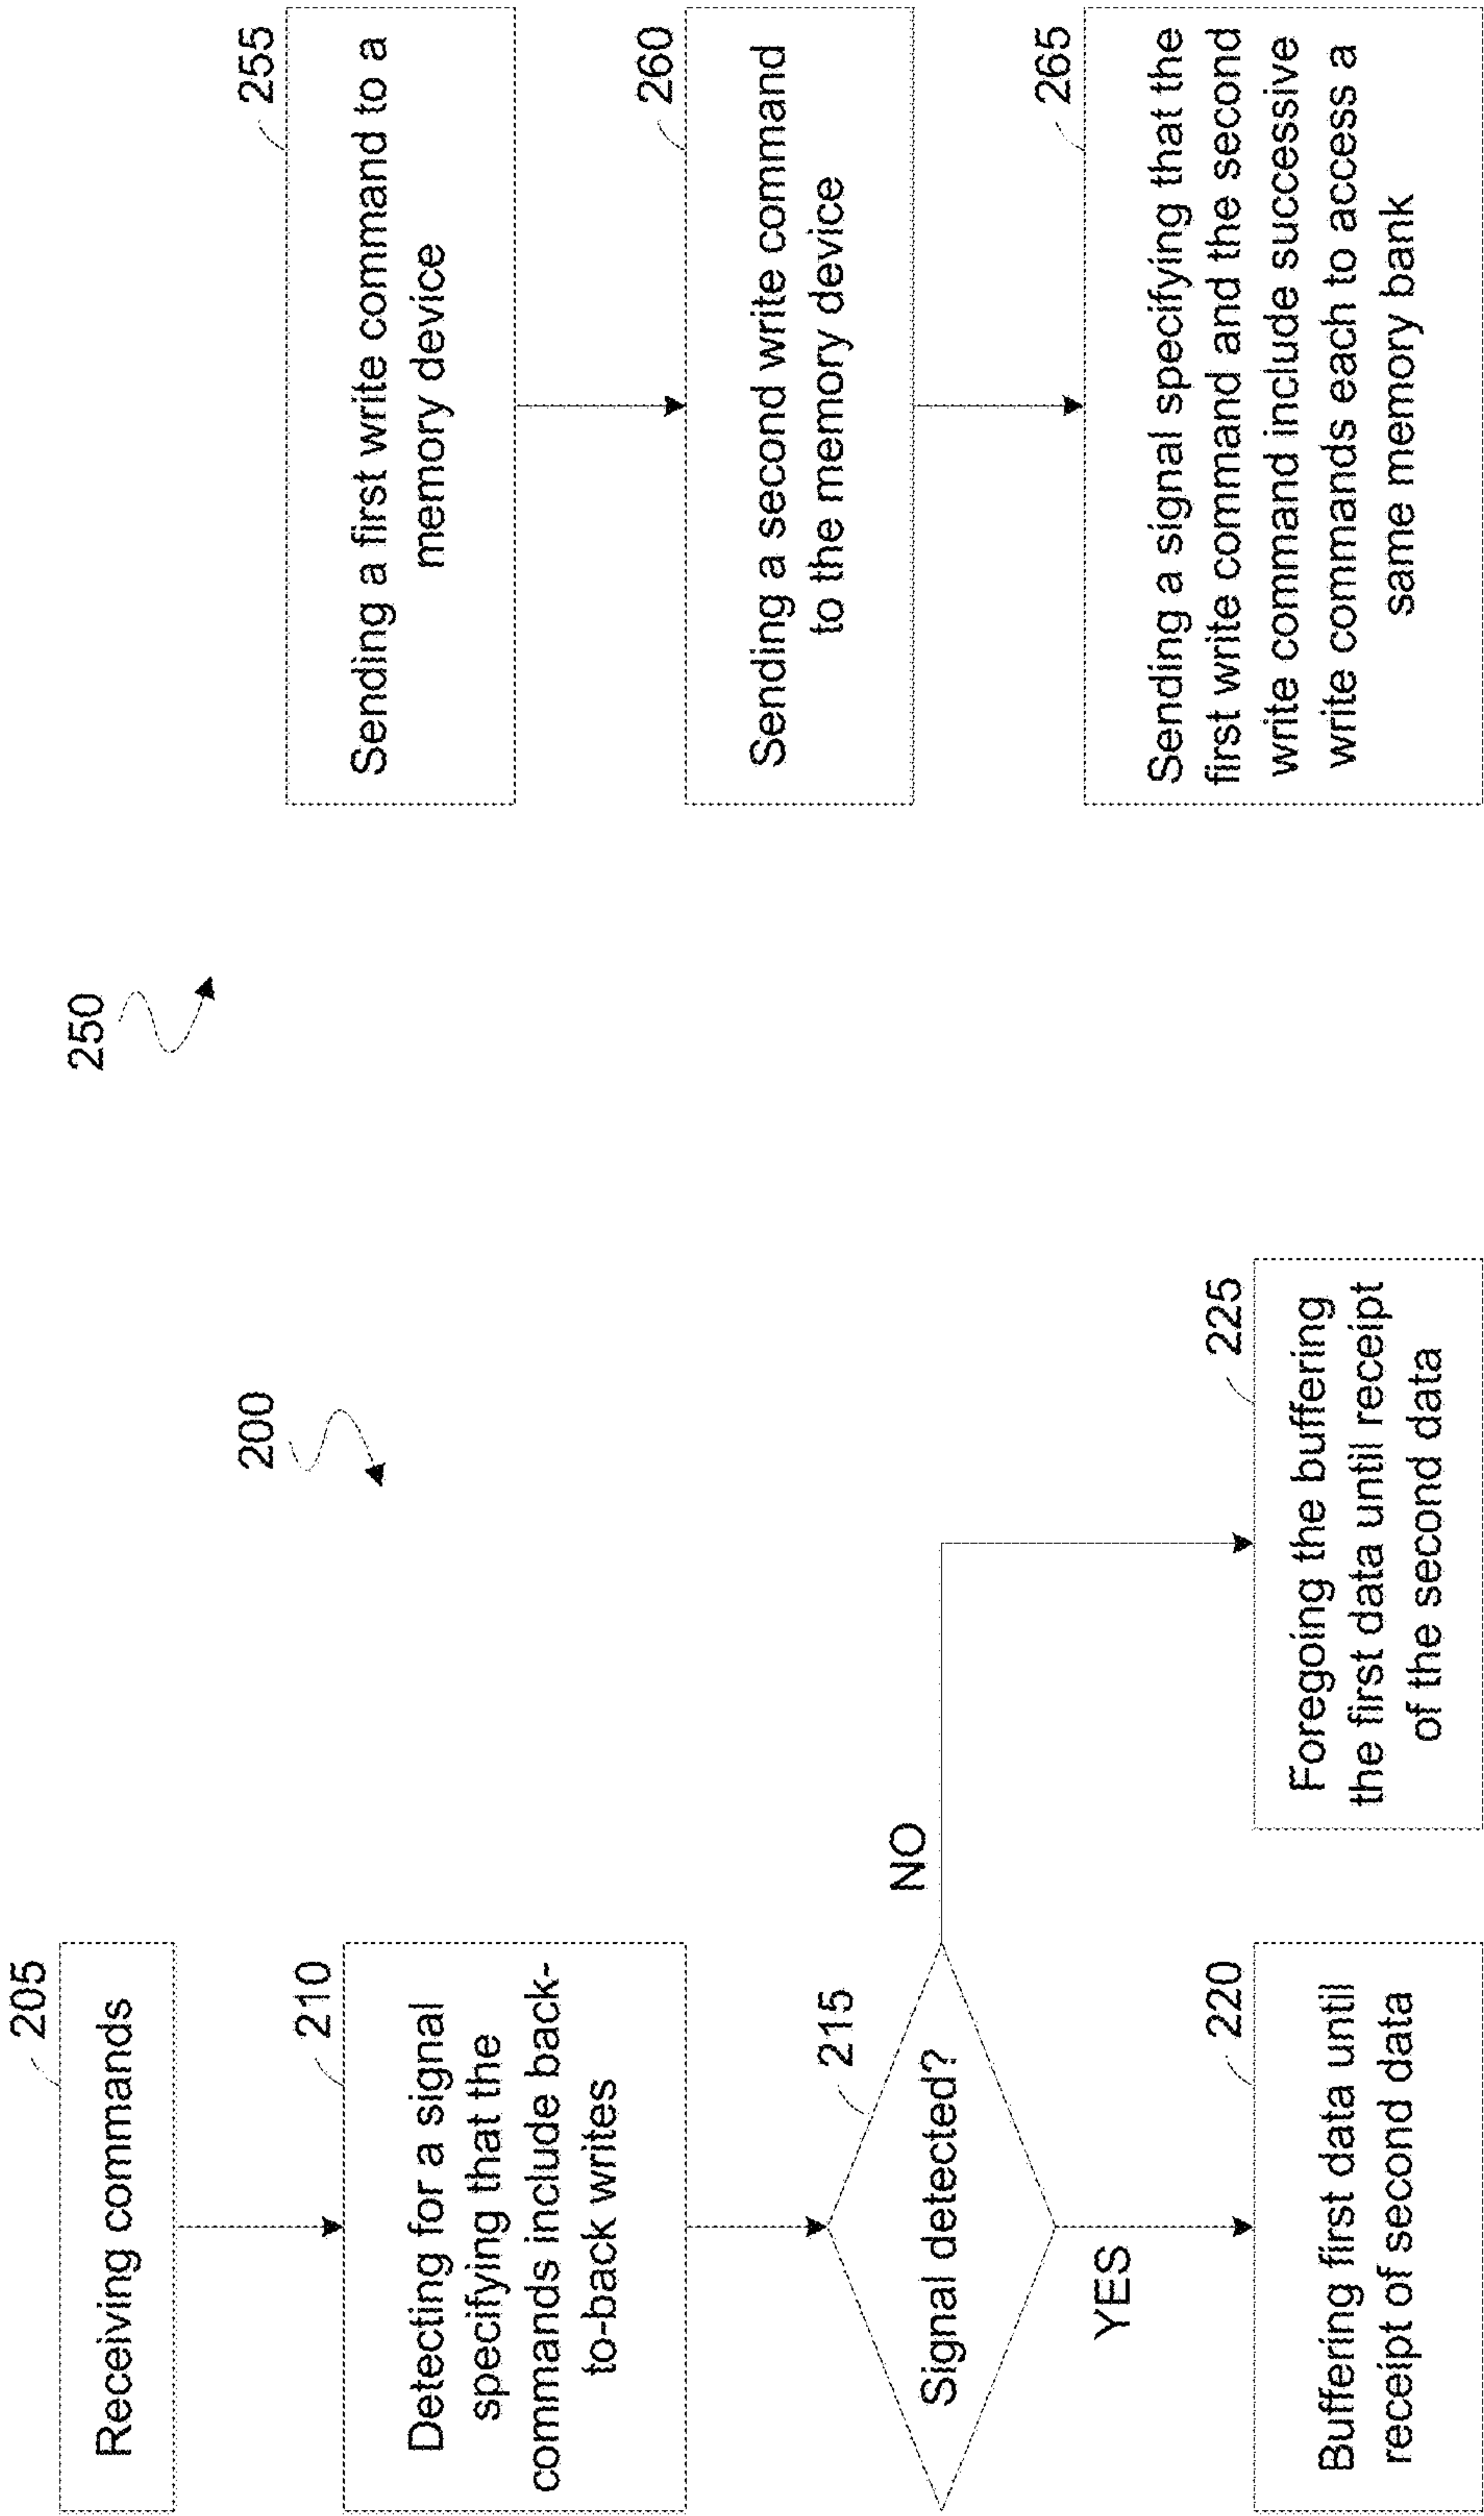 200
205
Receiving commands
210
Detecting for a signal
specifying that the
commands include back-
to-back writes
215
Signal detected?
NO
YES
220
Buffering first data until
receipt of second data
225
Foregoing the buffering
the first data until receipt
of the second data
250
255
Sending a first write command to a
memory device
260
Sending a second write command
to the memory device
265
Sending a signal specifying that the
first write command and the second
write command include successive
write commands each to access a
same memory bank